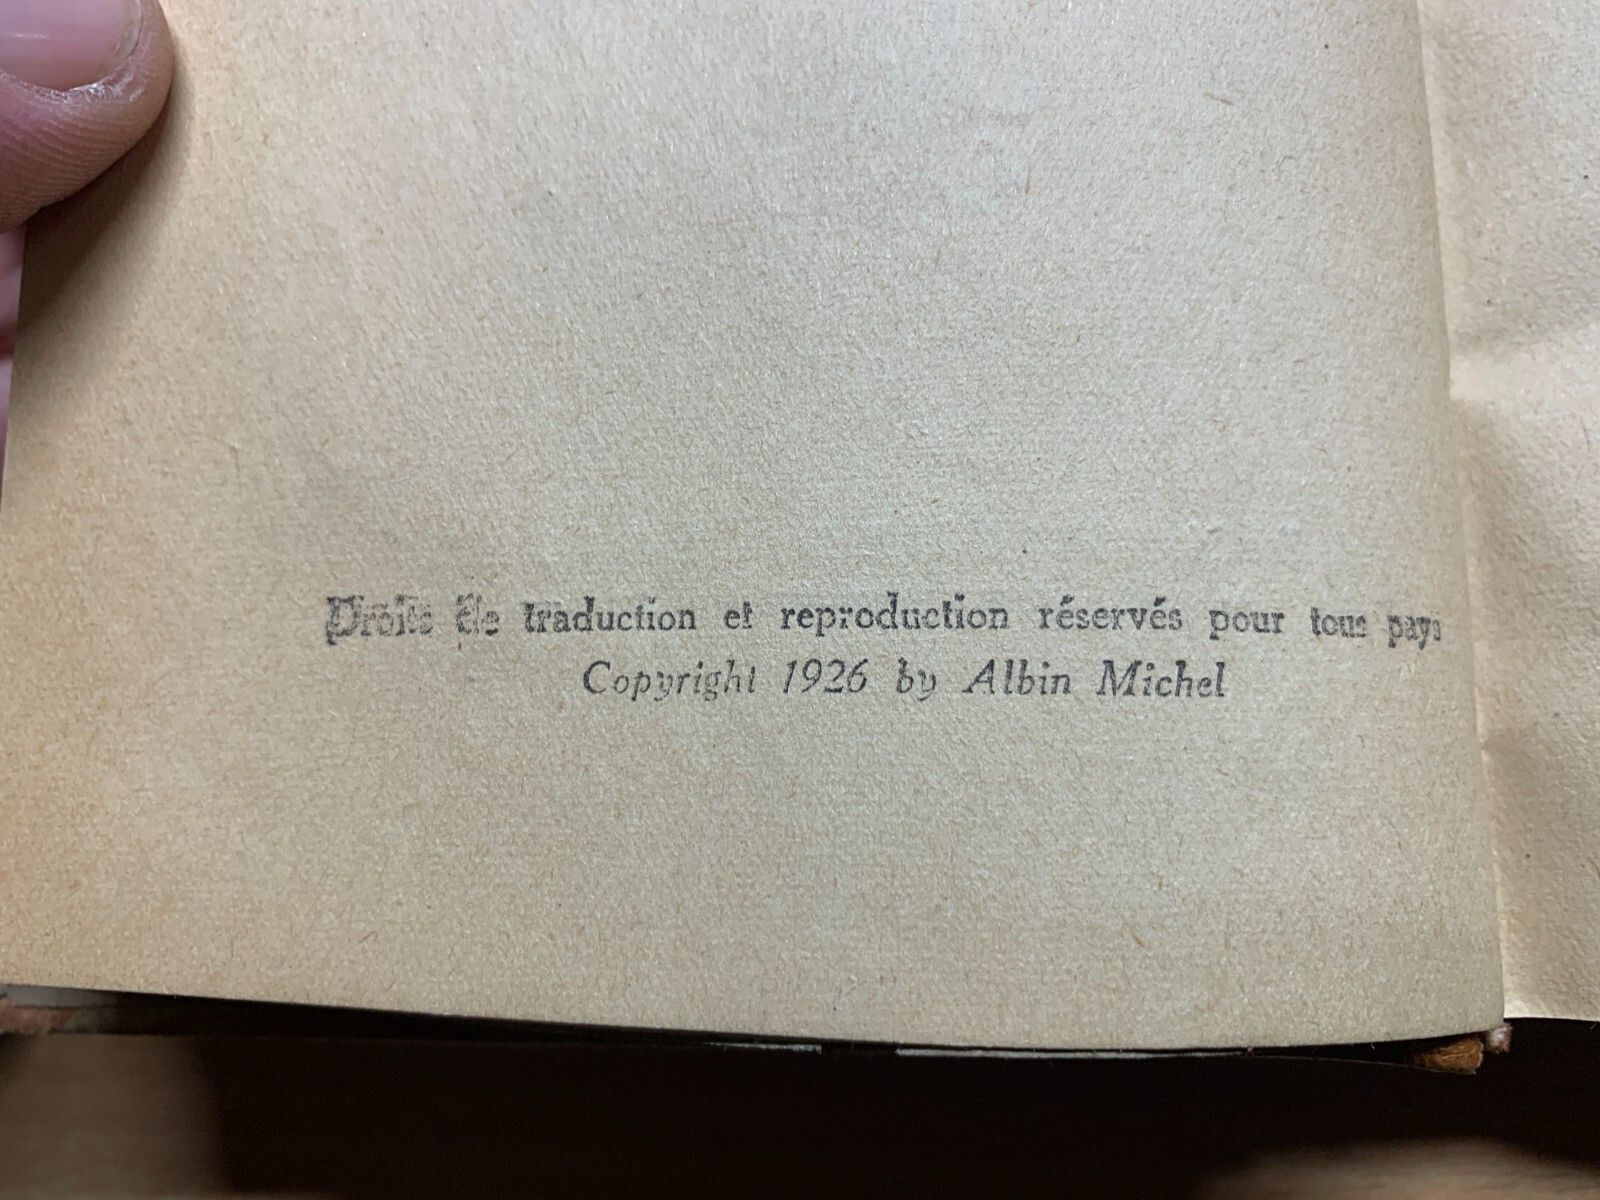 Droits de traduction et reproduction réservés pour tous pays
Copyright 1926 by Albin Michel